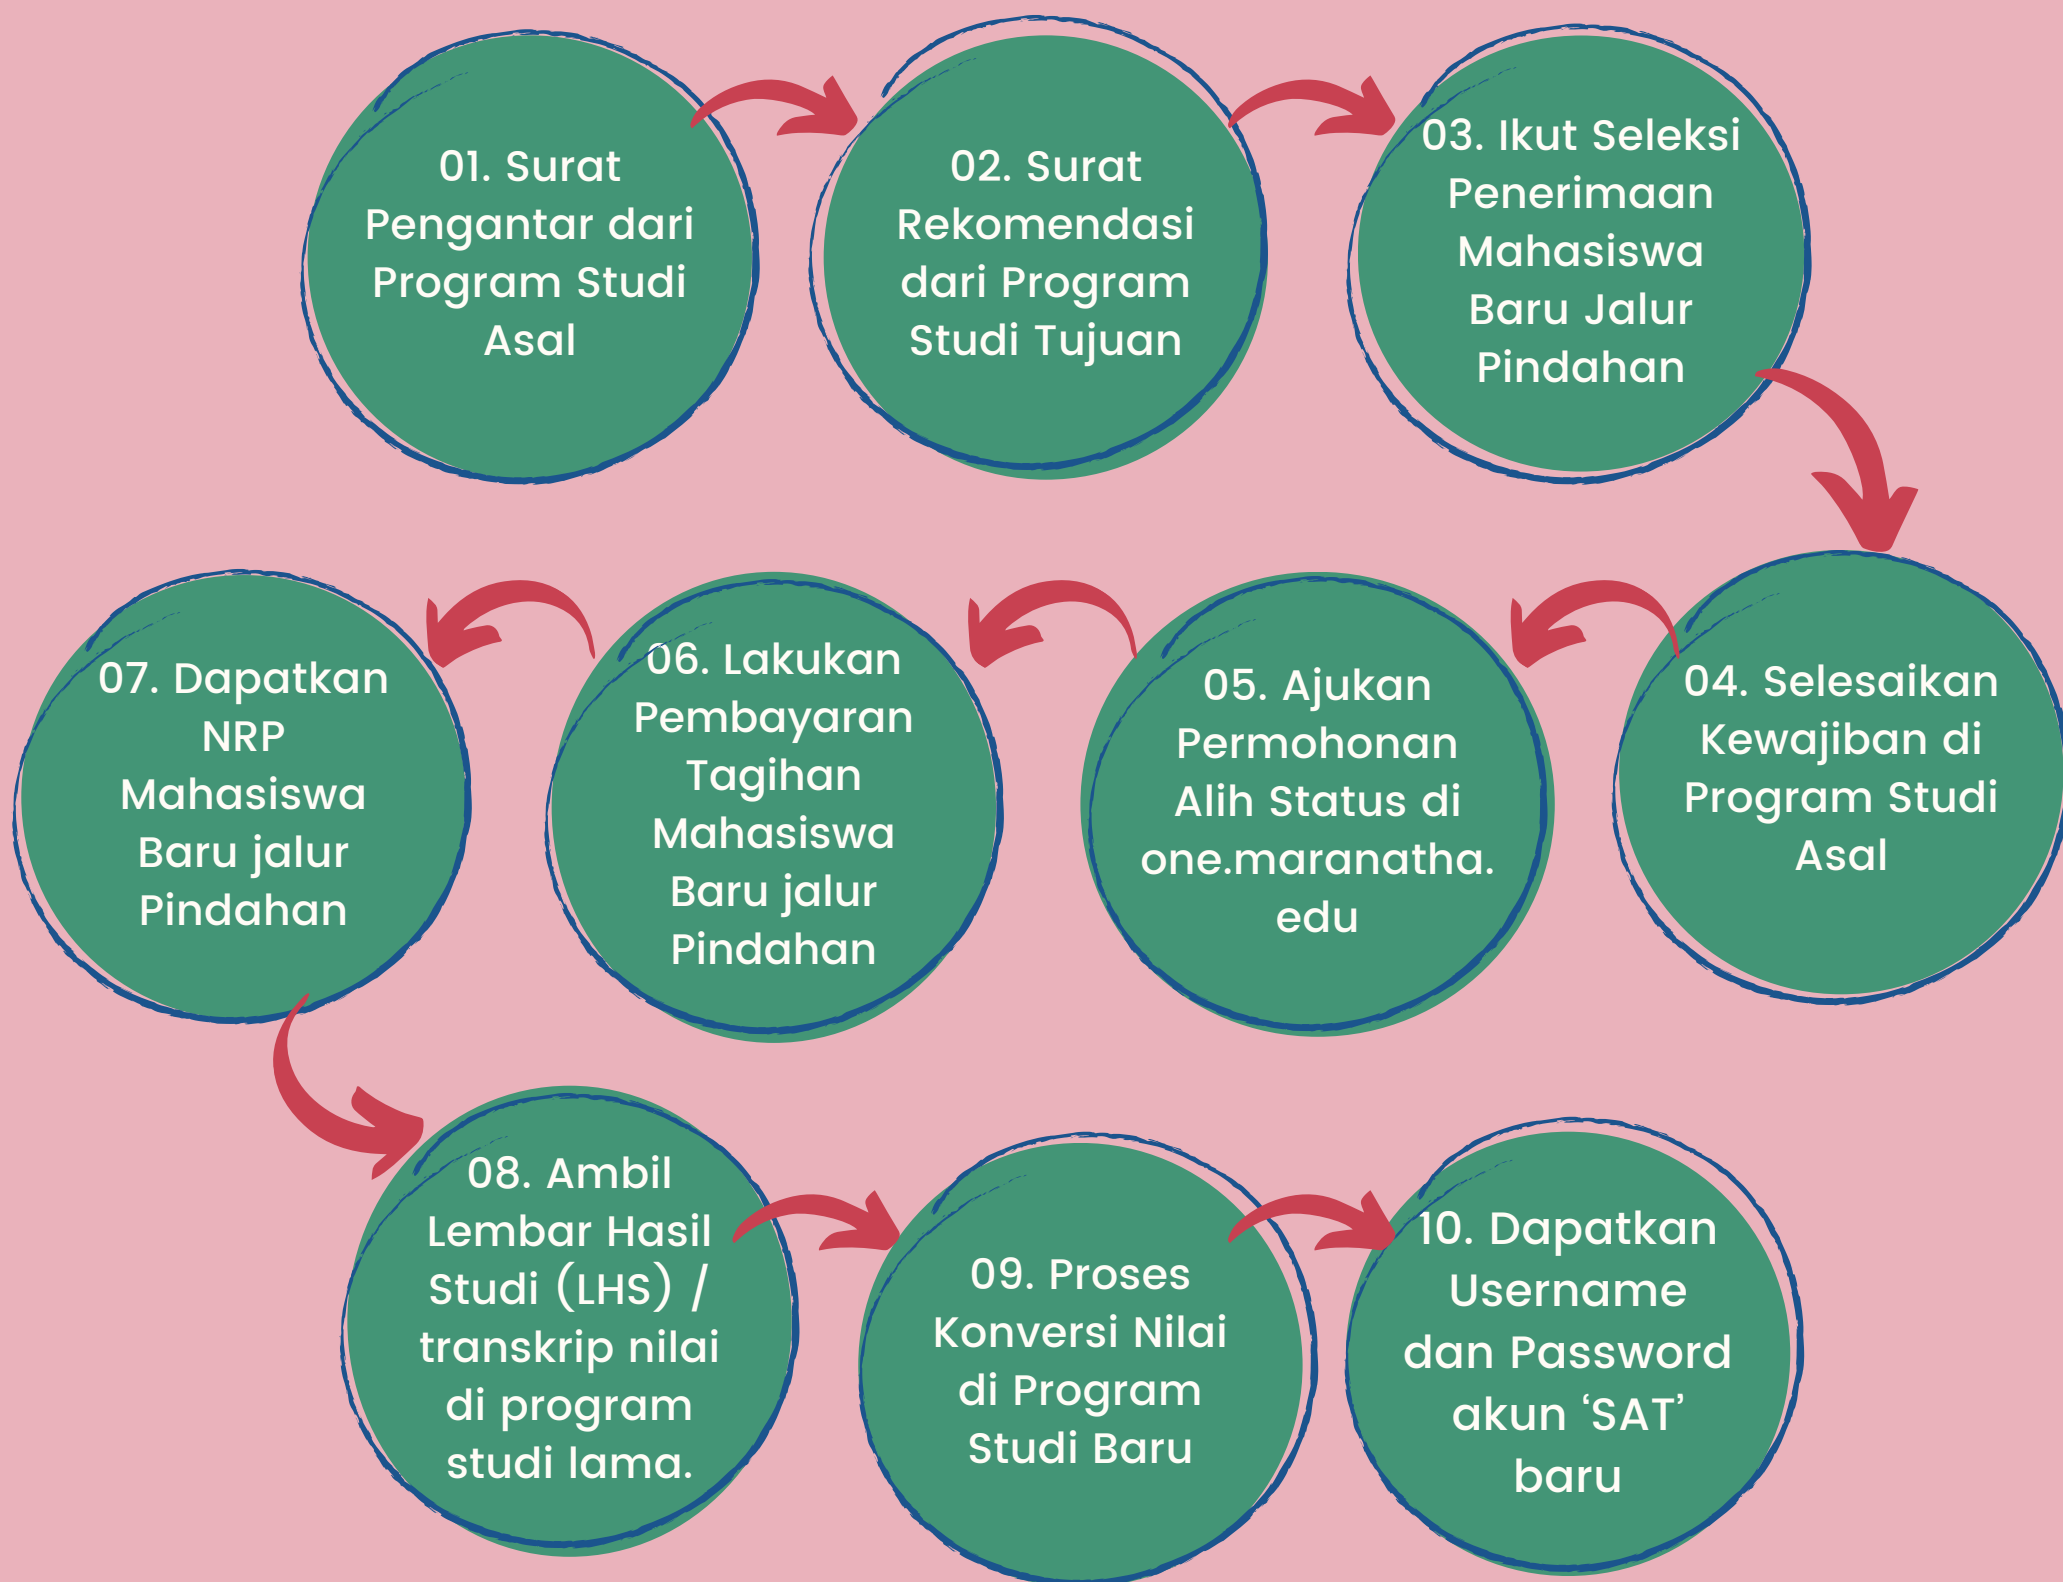 01. Surat
Pengantar dari
Program Studi
Asal
02. Surat
Rekomendasi
dari Program
Studi Tujuan
03. Ikut Seleksi
Penerimaan
Mahasiswa
Baru Jalur
Pindahan
04. Selesaikan
Kewajiban di
Program Studi
Asal
05. Ajukan
Permohonan
Alih Status di
one.maranatha.
edu
06. Lakukan
Pembayaran
Tagihan
Mahasiswa
Baru jalur
Pindahan
07. Dapatkan
NRP
Mahasiswa
Baru jalur
Pindahan
08. Ambil
Lembar Hasil
Studi (LHS) /
transkrip nilai
di program
studi lama.
09. Proses
Konversi Nilai
di Program
Studi Baru
10. Dapatkan
Username
dan Password
akun ‘SAT’
baru